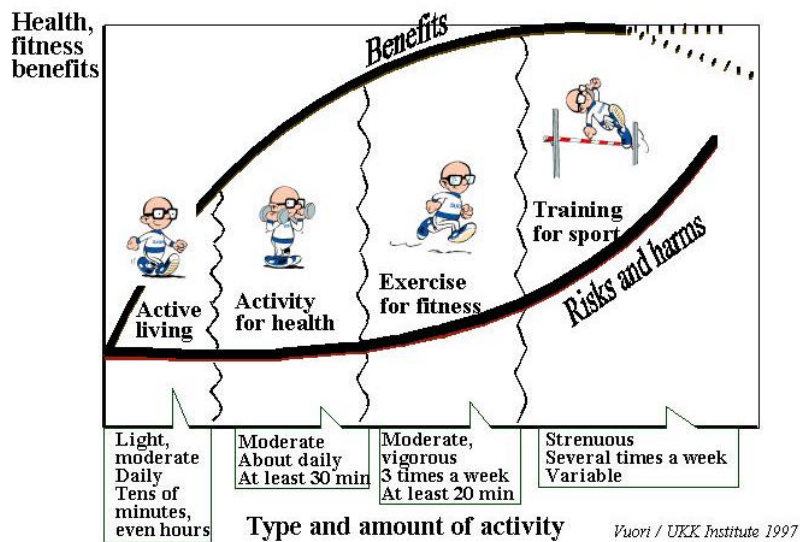 Health,
fitness
benefits
Benefits
Active
living
Activity
for health
Exercise
for fitness
Training
for sport
Risks and harms
Light,
moderate
Daily
Tens of
minutes,
even hours
Moderate
About daily
At least 30 min
Moderate,
vigorous
3 times a week
At least 20 min
Strenuous
Several times a week
Variable
Type and amount of activity
Vuori / UKK Institute 1997